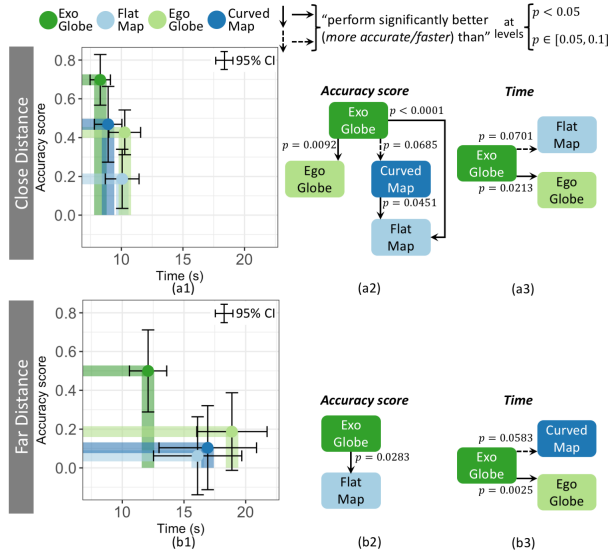 Exo Globe
Flat Map
Ego Globe
Curved Map
"perform significantly better
(more accurate/faster) than"
at levels
p < 0.05
p ∈ [0.05, 0.1]
Close Distance
Accuracy score
0.8
0.6
0.4
0.2
0.0
95% CI
10
15
20
Time (s)
(a1)
Accuracy score
Exo Globe
p < 0.0001
p = 0.0092
p = 0.0685
Ego Globe
Curved Map
p = 0.0451
Flat Map
(a2)
Time
p = 0.0701
Flat Map
Exo Globe
p = 0.0213
Ego Globe
(a3)
Far Distance
Accuracy score
0.8
0.6
0.4
0.2
0.0
95% CI
10
15
20
Time (s)
(b1)
Accuracy score
Exo Globe
p = 0.0283
Flat Map
(b2)
Time
p = 0.0583
Curved Map
Exo Globe
p = 0.0025
Ego Globe
(b3)